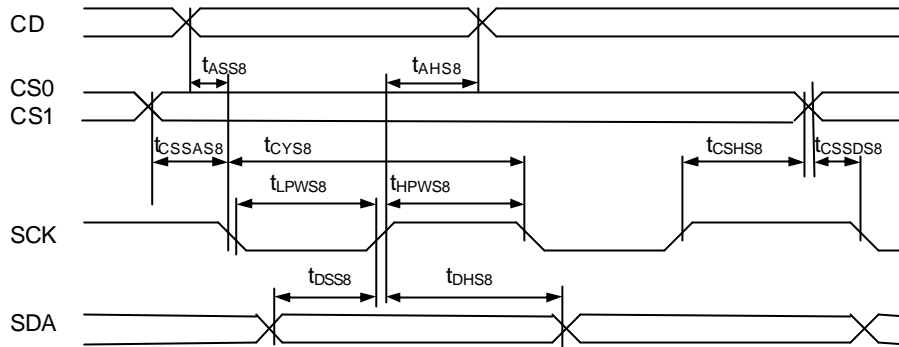 CD
tASS8 tAHS8
CS0
CS1
tCSSAS8 tCYS8 tCSHS8 tCSSDS8
tLPWS8 tHPWS8
SCK
tDSS8 tDHS8
SDA